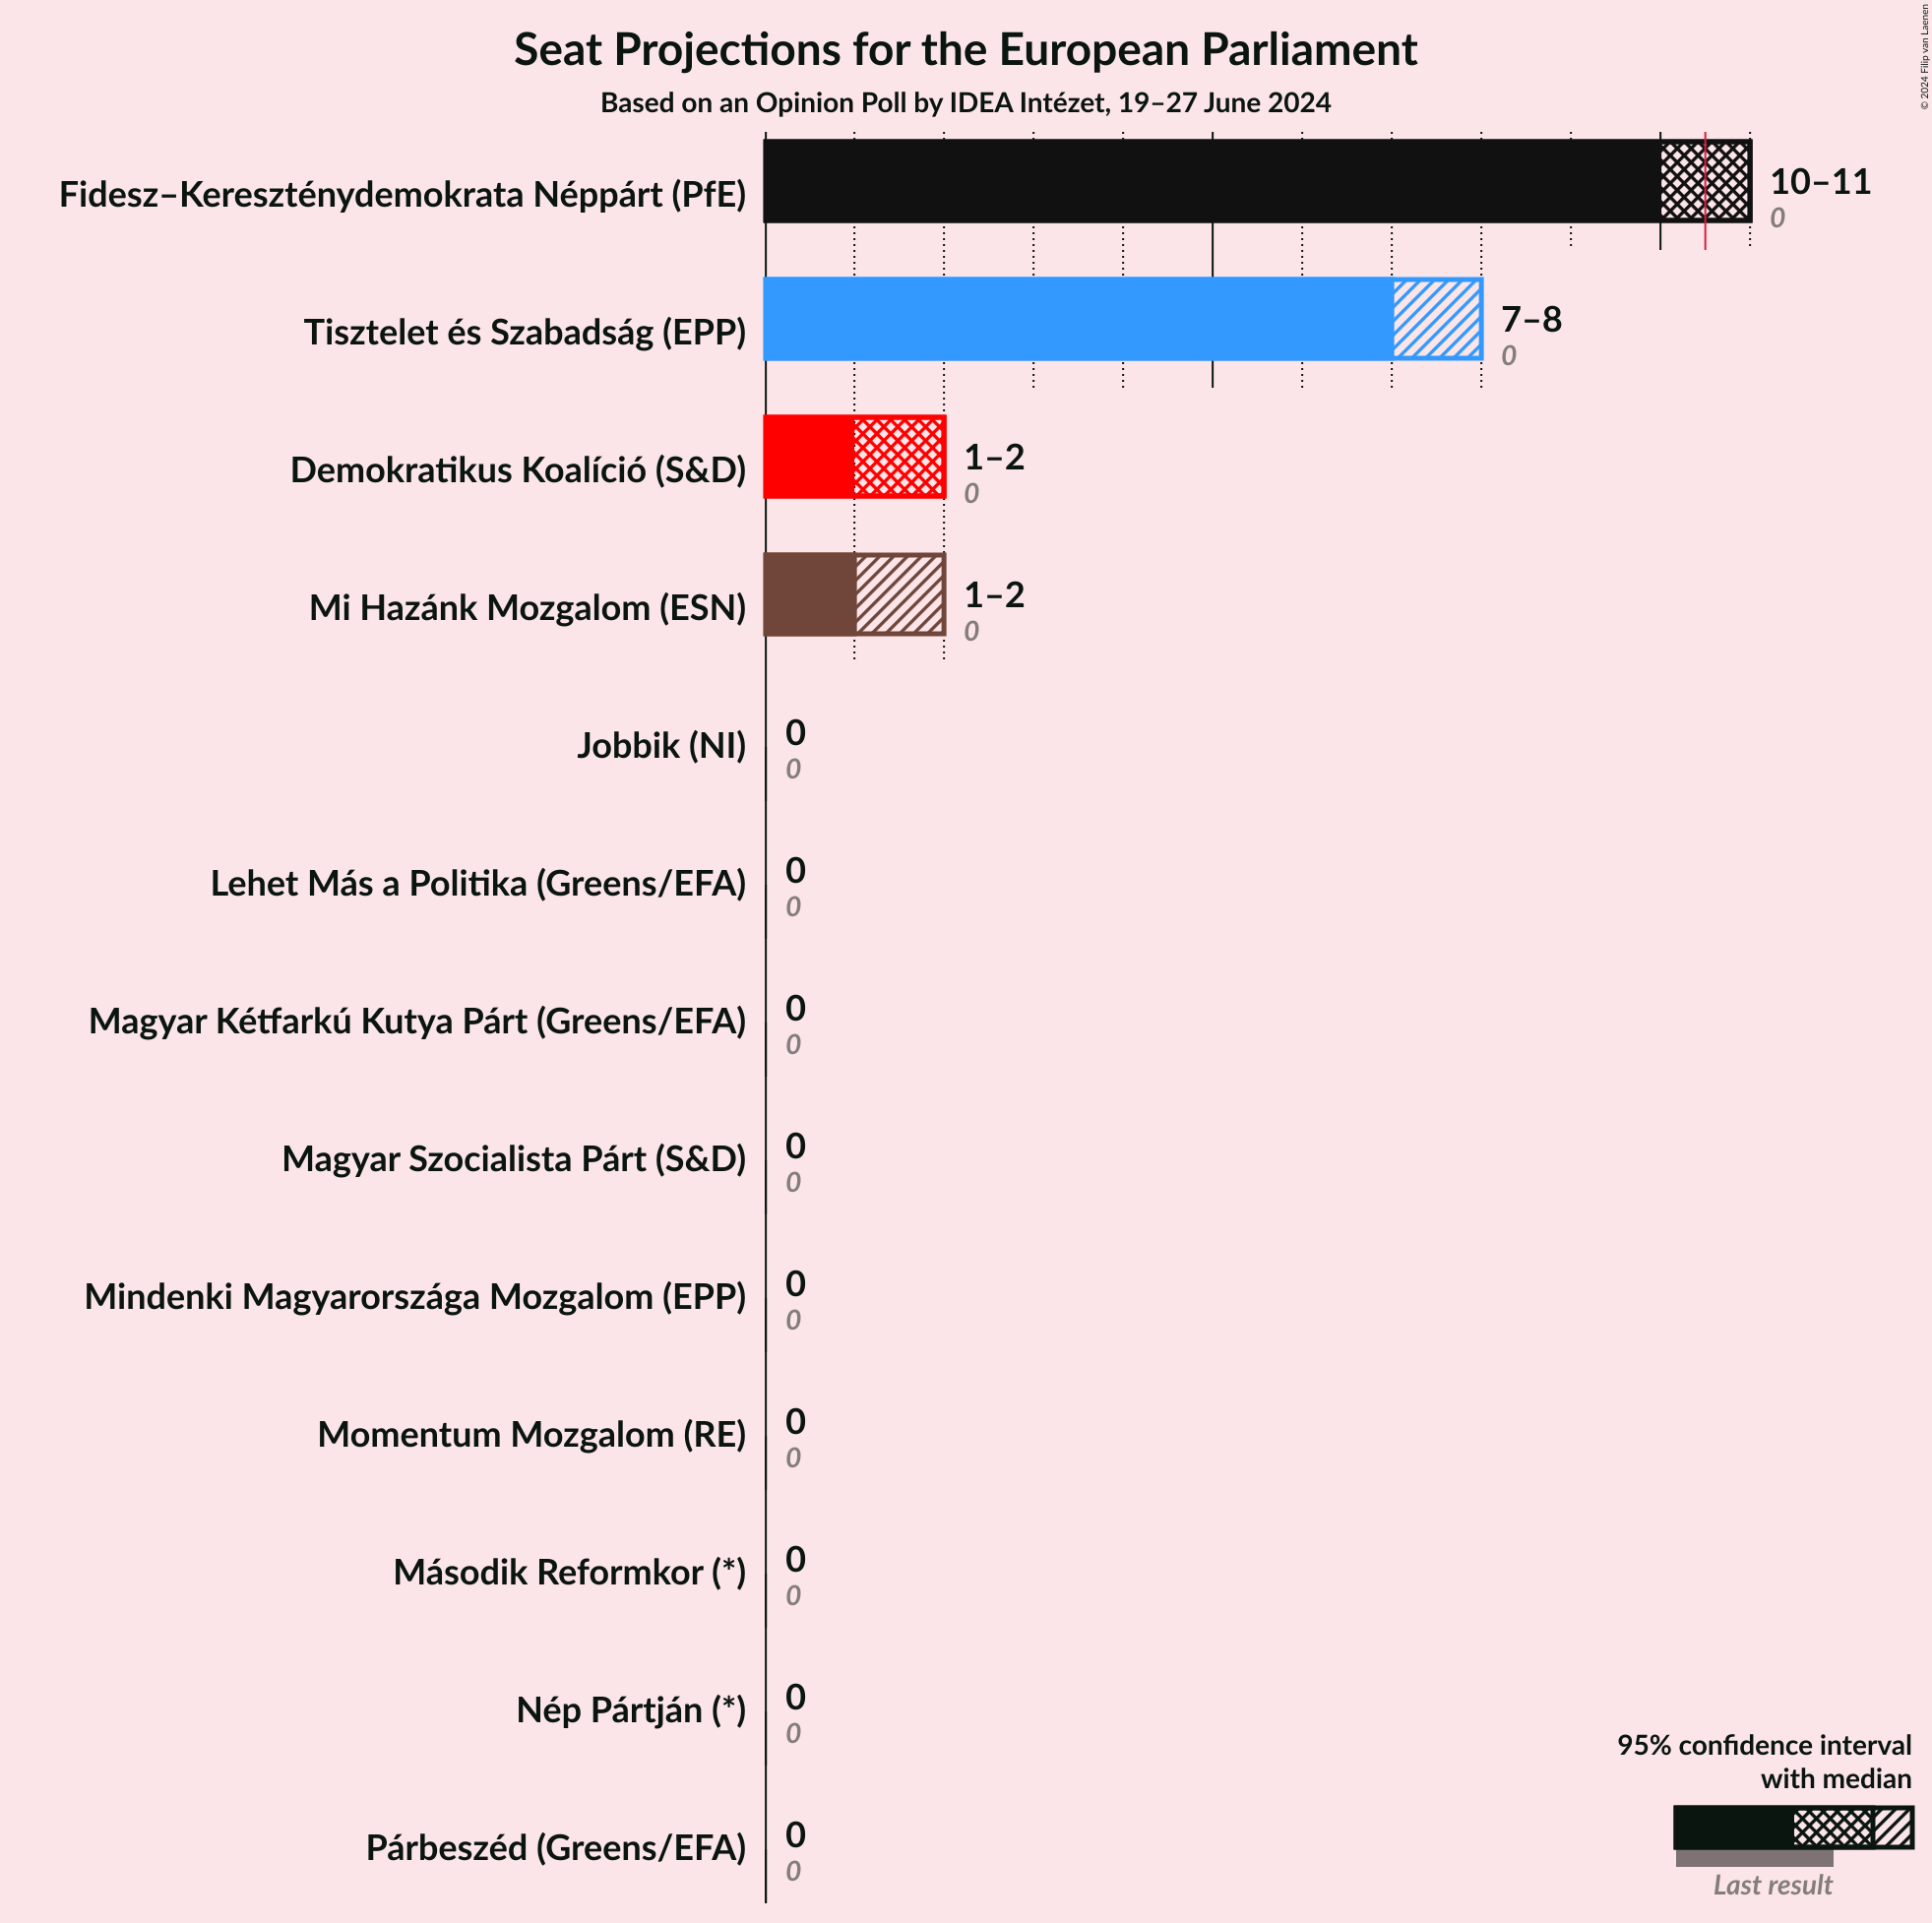 Seat Projections for the European Parliament
Based on an Opinion Poll by IDEA Intézet, 19–27 June 2024
© 2024 Filip van Laenen
Fidesz–Kereszténydemokrata Néppárt (PfE)
10–11
0
Tisztelet és Szabadság (EPP)
7–8
0
Demokratikus Koalíció (S&D)
1–2
0
Mi Hazánk Mozgalom (ESN)
1–2
0
Jobbik (NI)
0
0
Lehet Más a Politika (Greens/EFA)
0
0
Magyar Kétfarkú Kutya Párt (Greens/EFA)
0
0
Magyar Szocialista Párt (S&D)
0
0
Mindenki Magyarországa Mozgalom (EPP)
0
0
Momentum Mozgalom (RE)
0
0
Második Reformkor (*)
0
0
Nép Pártján (*)
0
0
Párbeszéd (Greens/EFA)
0
0
95% confidence interval
with median
Last result